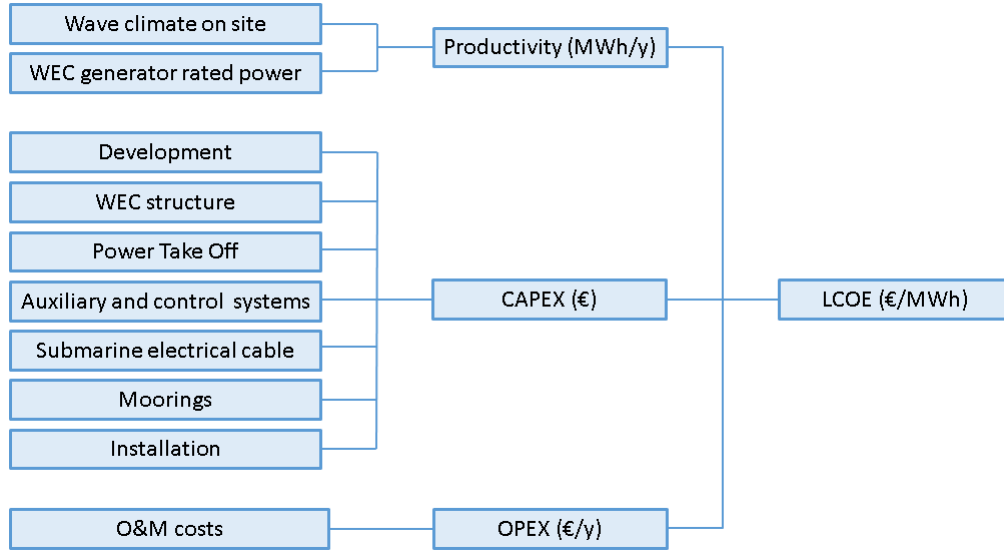 Wave climate on site
WEC generator rated power
Productivity (MWh/y)
Development
WEC structure
Power Take Off
Auxiliary and control systems
Submarine electrical cable
Moorings
Installation
CAPEX (€)
LCOE (€/MWh)
O&M costs
OPEX (€/y)